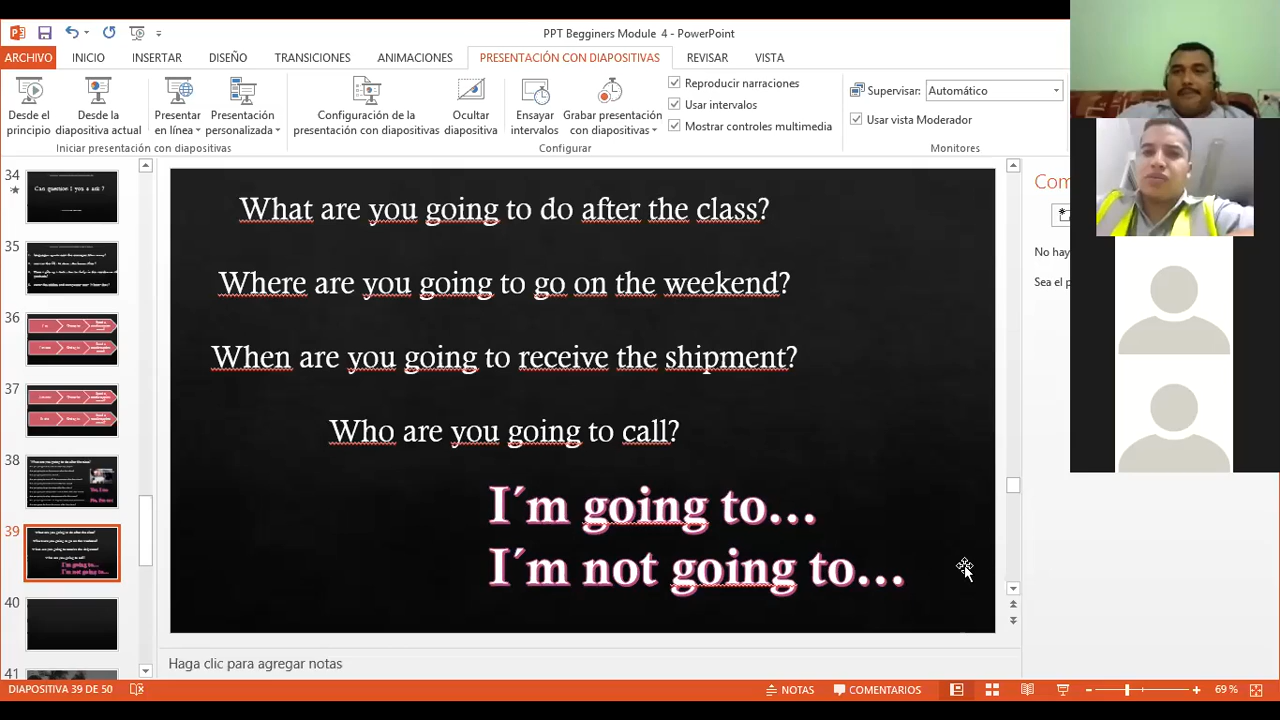 PPT Begginers Module 4 - PowerPoint
ARCHIVO INICIO INSERTAR DISEÑO TRANSICIONES ANIMACIONES PRESENTACIÓN CON DIAPOSITIVAS REVISAR VISTA
Desde el principio
Desde la diapositiva actual
Presentar en línea
Presentación personalizada
Configuración de la presentación con diapositivas
Ocultar diapositiva
Ensayar intervalos
Grabar presentación con diapositivas
Reproducir narraciones
Usar intervalos
Mostrar controles multimedia
Supervisar: Automático
Usar vista Moderador
Iniciar presentación con diapositivas
Configurar
Monitores
34
Can question I you a ask ?
35
36
37
38
39
40
41
What are you going to do after the class?
Where are you going to go on the weekend?
When are you going to receive the shipment?
Who are you going to call?
I´m going to...
I´m not going to...
Com
No hay
Sea el p
Haga clic para agregar notas
DIAPOSITIVA 39 DE 50
NOTAS
COMENTARIOS
69 %